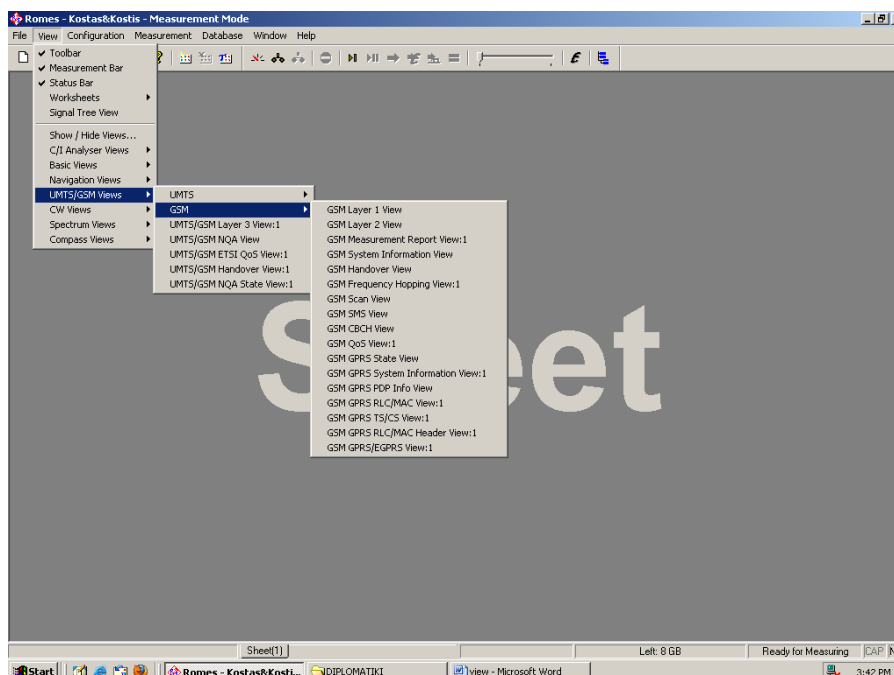 Romes - Kostas&Kostis - Measurement Mode
File View Configuration Measurement Database Window Help
Toolbar
Measurement Bar
Status Bar
Worksheets
Signal Tree View
Show / Hide Views...
C/I Analyser Views
Basic Views
Navigation Views
UMTS/GSM Views
CW Views
Spectrum Views
Compass Views
UMTS
GSM
UMTS/GSM Layer 3 View:1
UMTS/GSM NQA View
UMTS/GSM ETSI QoS View:1
UMTS/GSM Handover View:1
UMTS/GSM NQA State View:1
GSM Layer 1 View
GSM Layer 2 View
GSM Measurement Report View:1
GSM System Information View
GSM Handover View
GSM Frequency Hopping View:1
GSM Scan View
GSM SMS View
GSM CBCH View
GSM QoS View:1
GSM GPRS State View
GSM GPRS System Information View:1
GSM GPRS PDP Info View
GSM GPRS RLC/MAC View:1
GSM GPRS TS/CS View:1
GSM GPRS RLC/MAC Header View:1
GSM GPRS/EGPRS View:1
Sheet(1) Left: 8 GB Ready for Measuring CAP N
Start Romes - Kostas&Kosti... DIPLOMATIKI view - Microsoft Word 3:42 PM